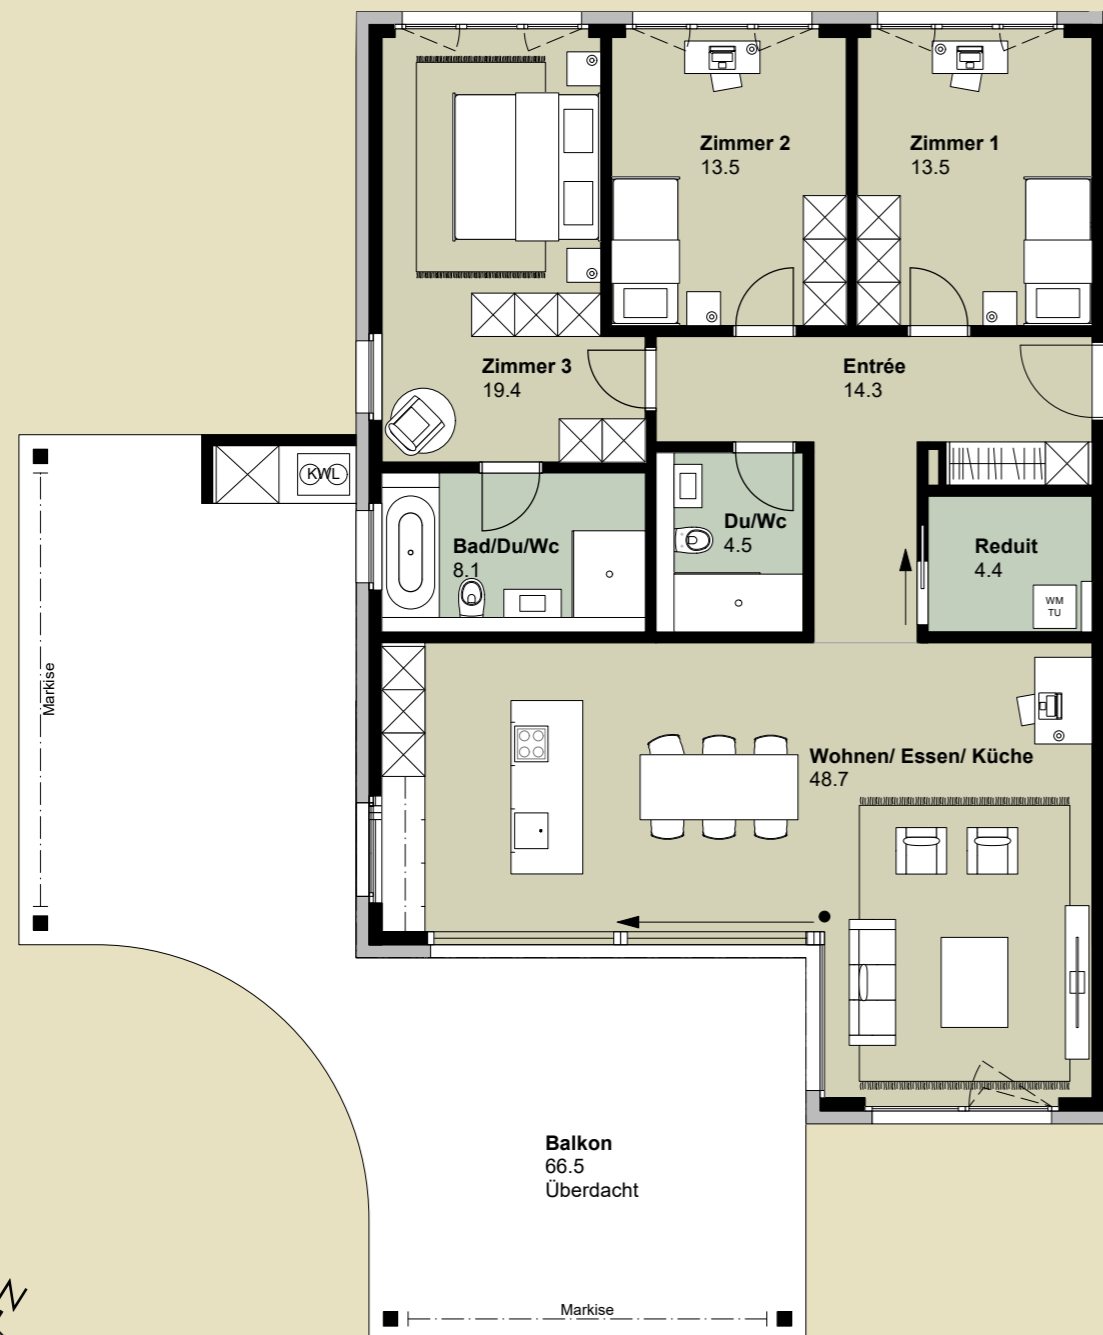 Zimmer 2
13.5
Zimmer 1
13.5
Zimmer 3
19.4
Entrée
14.3
KWL
Bad/Du/Wc
8.1
Du/Wc
4.5
Reduit
4.4
WM
TU
Markise
Wohnen/ Essen/ Küche
48.7
Balkon
66.5
Überdacht
Markise
N